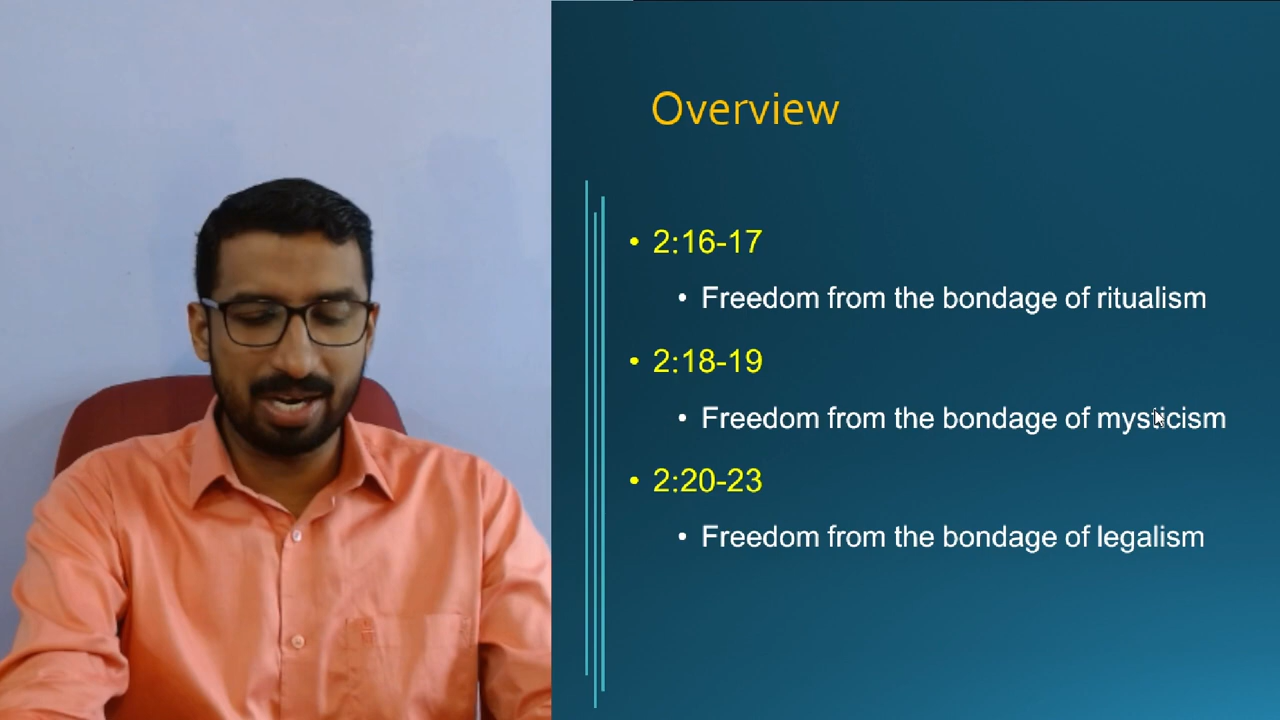 Overview
• 2:16-17
• Freedom from the bondage of ritualism
• 2:18-19
• Freedom from the bondage of mysticism
• 2:20-23
• Freedom from the bondage of legalism